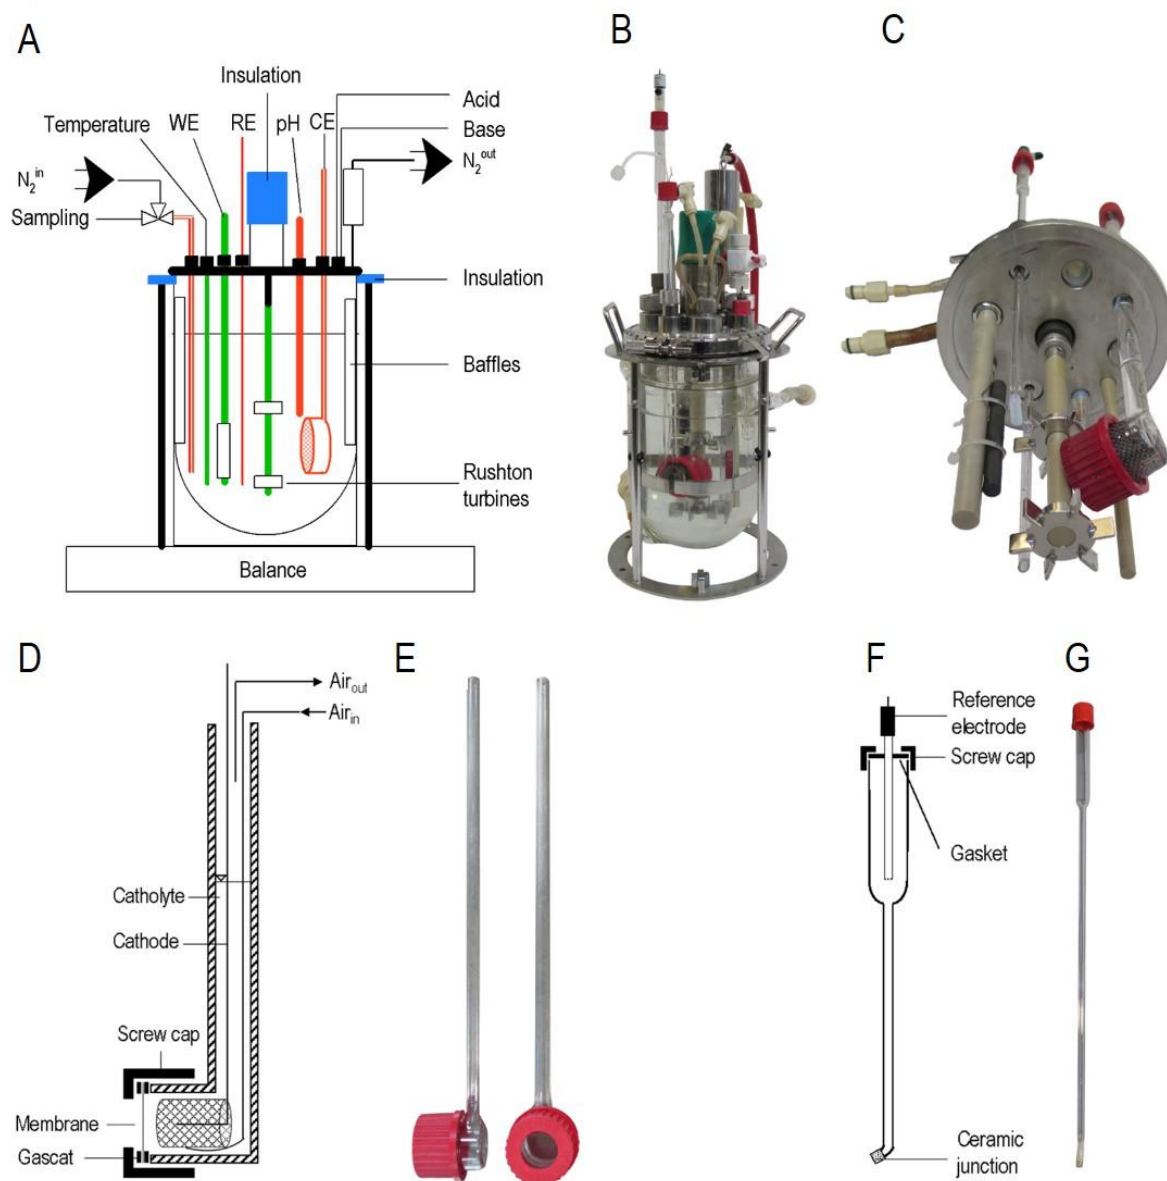 A
B
C
Insulation
Acid
Temperature
WE
RE
pH
CE
Base
N2in
N2out
Sampling
Insulation
Baffles
Rushton
turbines
Balance
D
E
F
G
Airout
Airin
Reference
electrode
Screw cap
Gasket
Catholyte
Cathode
Screw cap
Membrane
Gascat
Ceramic
junction